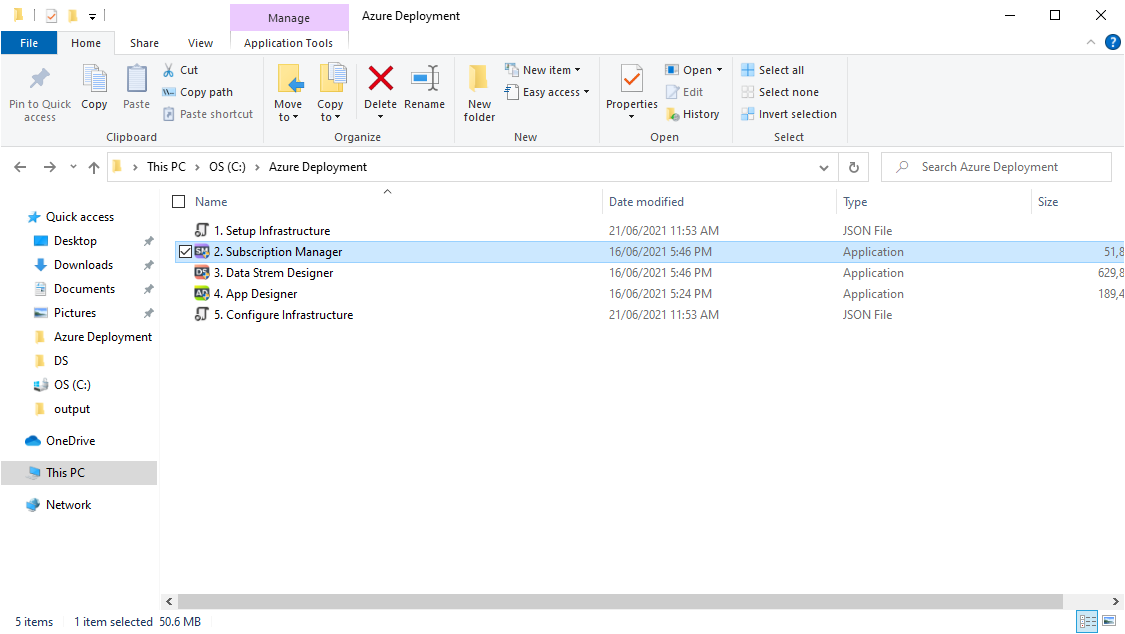 Manage
Azure Deployment
File
Home
Share
View
Application Tools
Pin to Quick access
Copy
Paste
Cut
Copy path
Paste shortcut
Clipboard
Move to
Copy to
Delete
Rename
Organize
New folder
New item
Easy access
New
Properties
Open
Edit
History
Open
Select all
Select none
Invert selection
Select
This PC > OS (C:) > Azure Deployment
Search Azure Deployment
Name Date modified Type Size
1. Setup Infrastructure 21/06/2021 11:53 AM JSON File
2. Subscription Manager 16/06/2021 5:46 PM Application 51,8
3. Data Strem Designer 16/06/2021 5:46 PM Application 629,8
4. App Designer 16/06/2021 5:24 PM Application 189,4
5. Configure Infrastructure 21/06/2021 11:53 AM JSON File
Quick access
Desktop
Downloads
Documents
Pictures
Azure Deployment
DS
OS (C:)
output
OneDrive
This PC
Network
5 items 1 item selected 50.6 MB